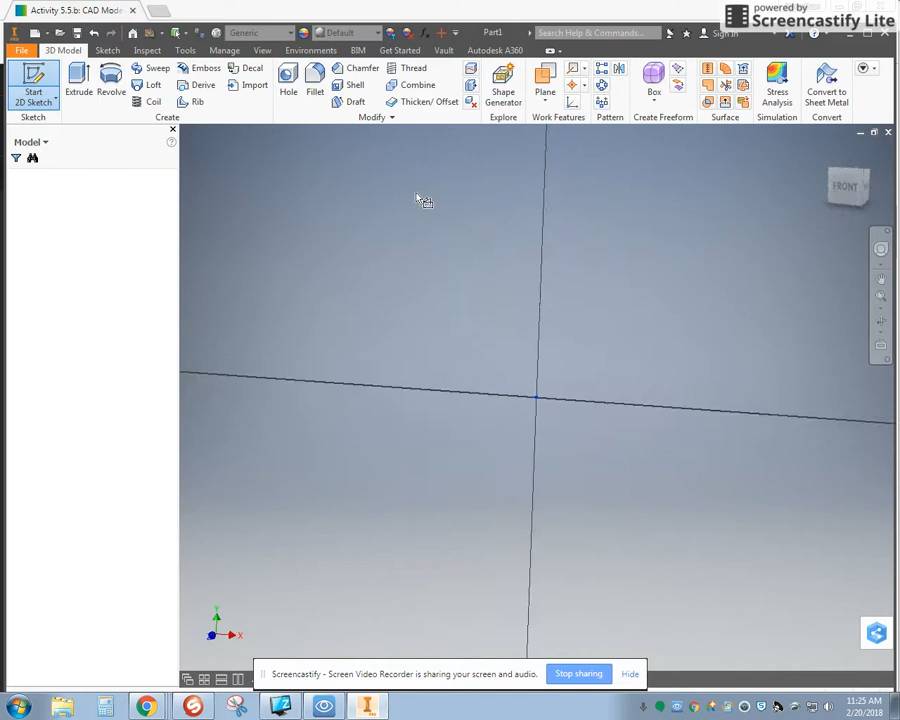 Activity 5.5.b: CAD Mode
powered by
Screencastify Lite
Generic
Default
Part1
Search Help & Commands...
Sign In
File
3D Model
Sketch
Inspect
Tools
Manage
View
Environments
BIM
Get Started
Vault
Autodesk A360
Start
2D Sketch
Extrude
Revolve
Sweep
Loft
Coil
Emboss
Derive
Rib
Decal
Import
Hole
Fillet
Chamfer
Shell
Draft
Thread
Combine
Thicken/ Offset
Shape
Generator
Plane
Box
Stress
Analysis
Convert to
Sheet Metal
Sketch
Create
Modify
Explore
Work Features
Pattern
Create Freeform
Surface
Simulation
Convert
Model
FRONT
Y
X
Screencastify - Screen Video Recorder is sharing your screen and audio.
Stop sharing
Hide
11:25 AM
2/20/2018